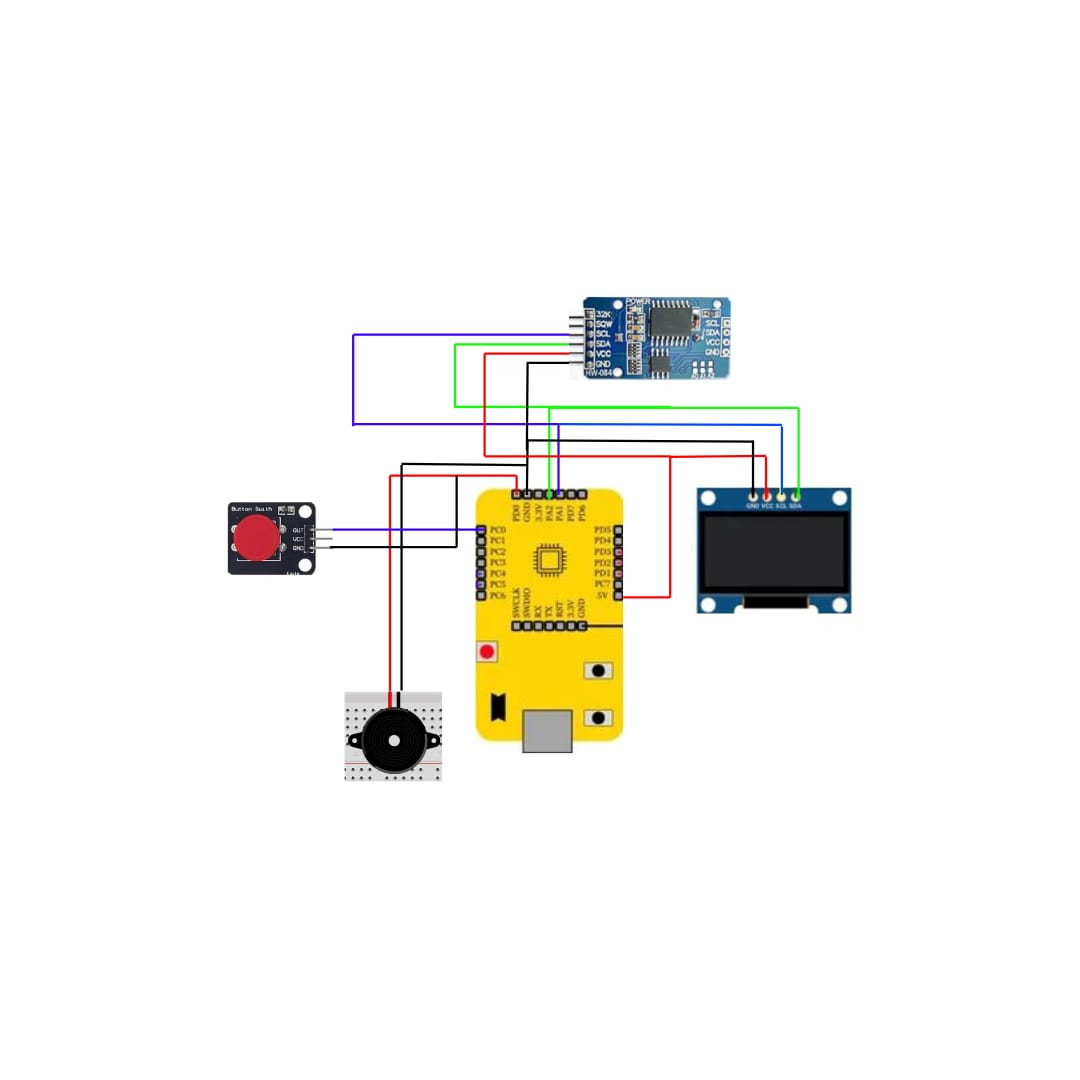 POWER
32K
SQW
SCL
SDA
VCC
GND
HW-084
SCL
SDA
VCC
GND
GND VCC SCL SDA
Button Swith
OUT
VCC
GND
PD0 GND 3.3V PA2 PA1 PD7 PD6
PC0
PC1
PC2
PC3
PC4
PC5
PC6
PD5
PD4
PD3
PD2
PD1
PC7
5V
SWCLK SWDIO RX TX RST 3.3V GND